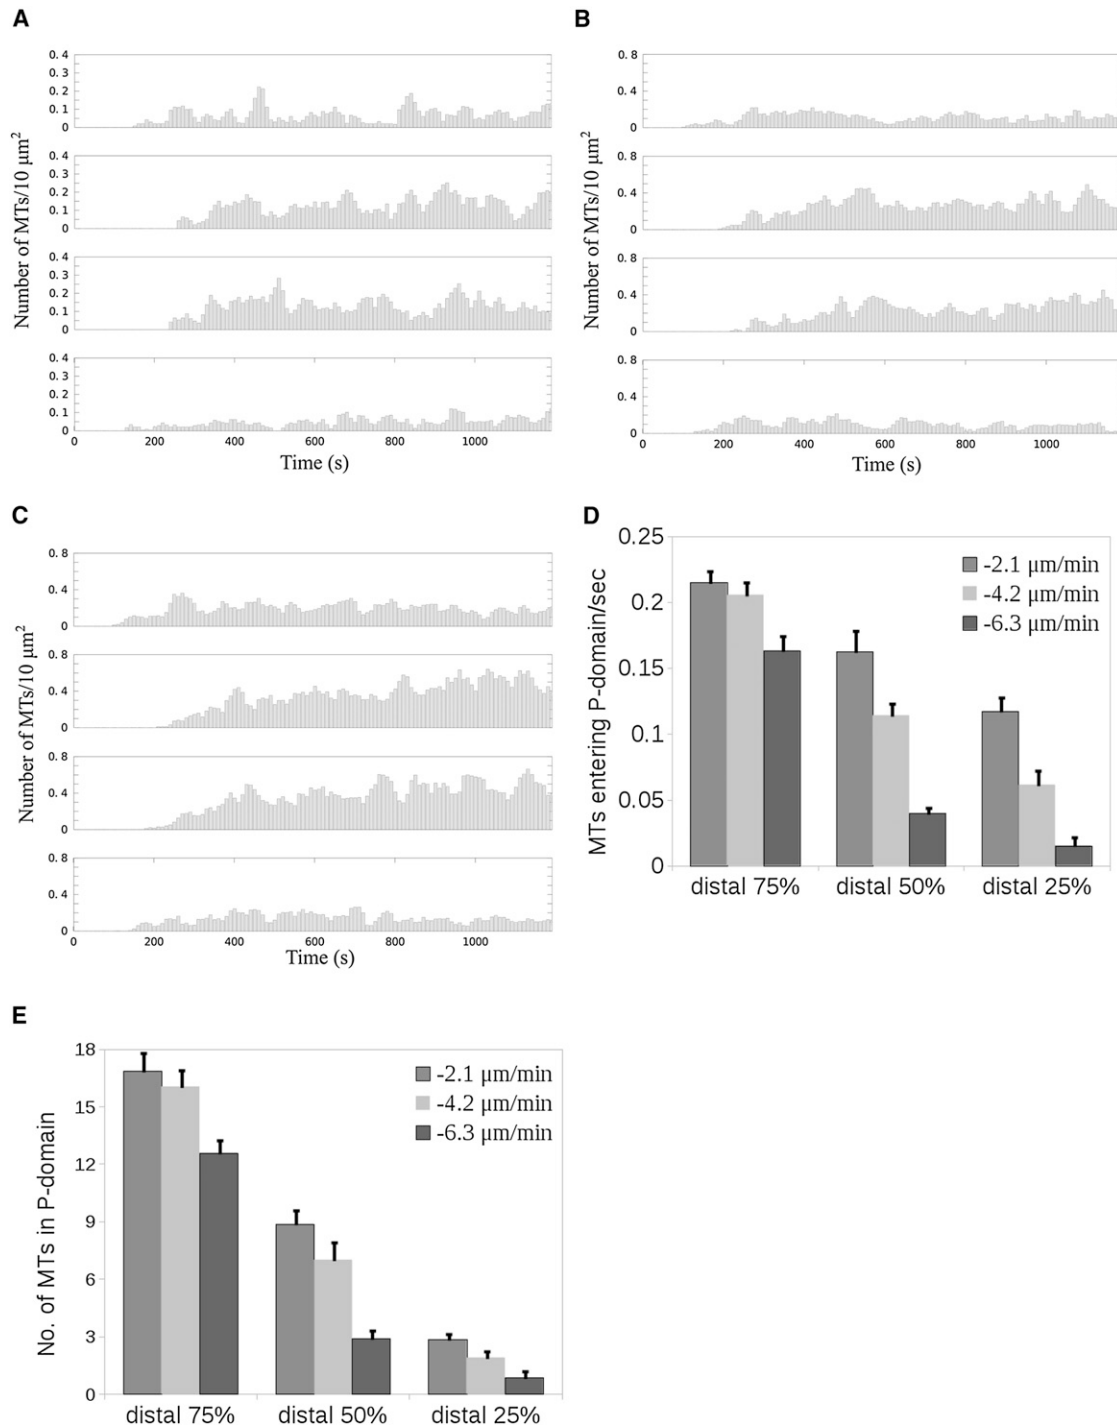 A
0. 4
0. 3
0. 2
0. 1
0
0. 4
0. 3
0. 2
0. 1
0
0. 4
0. 3
0. 2
0. 1
0
0. 4
0. 3
0. 2
0. 1
0
Number of MTs/10 μm²
0 200 400 600 800 1000
Time (s)
B
0. 8
0. 4
0
0. 8
0. 4
0
0. 8
0. 4
0
0. 8
0. 4
0
Number of MTs/10 μm²
0 200 400 600 800 1000
Time (s)
C
0. 8
0. 4
0
0. 8
0. 4
0
0. 8
0. 4
0
0. 8
0. 4
0
Number of MTs/10 μm²
0 200 400 600 800 1000
Time (s)
D
0.25
0.2
0.15
0.1
0.05
0
MTs entering P-domain/sec
-2.1 μm/min
-4.2 μm/min
-6.3 μm/min
distal 75% distal 50% distal 25%
E
18
15
12
9
6
3
0
No. of MTs in P-domain
-2.1 μm/min
-4.2 μm/min
-6.3 μm/min
distal 75% distal 50% distal 25%